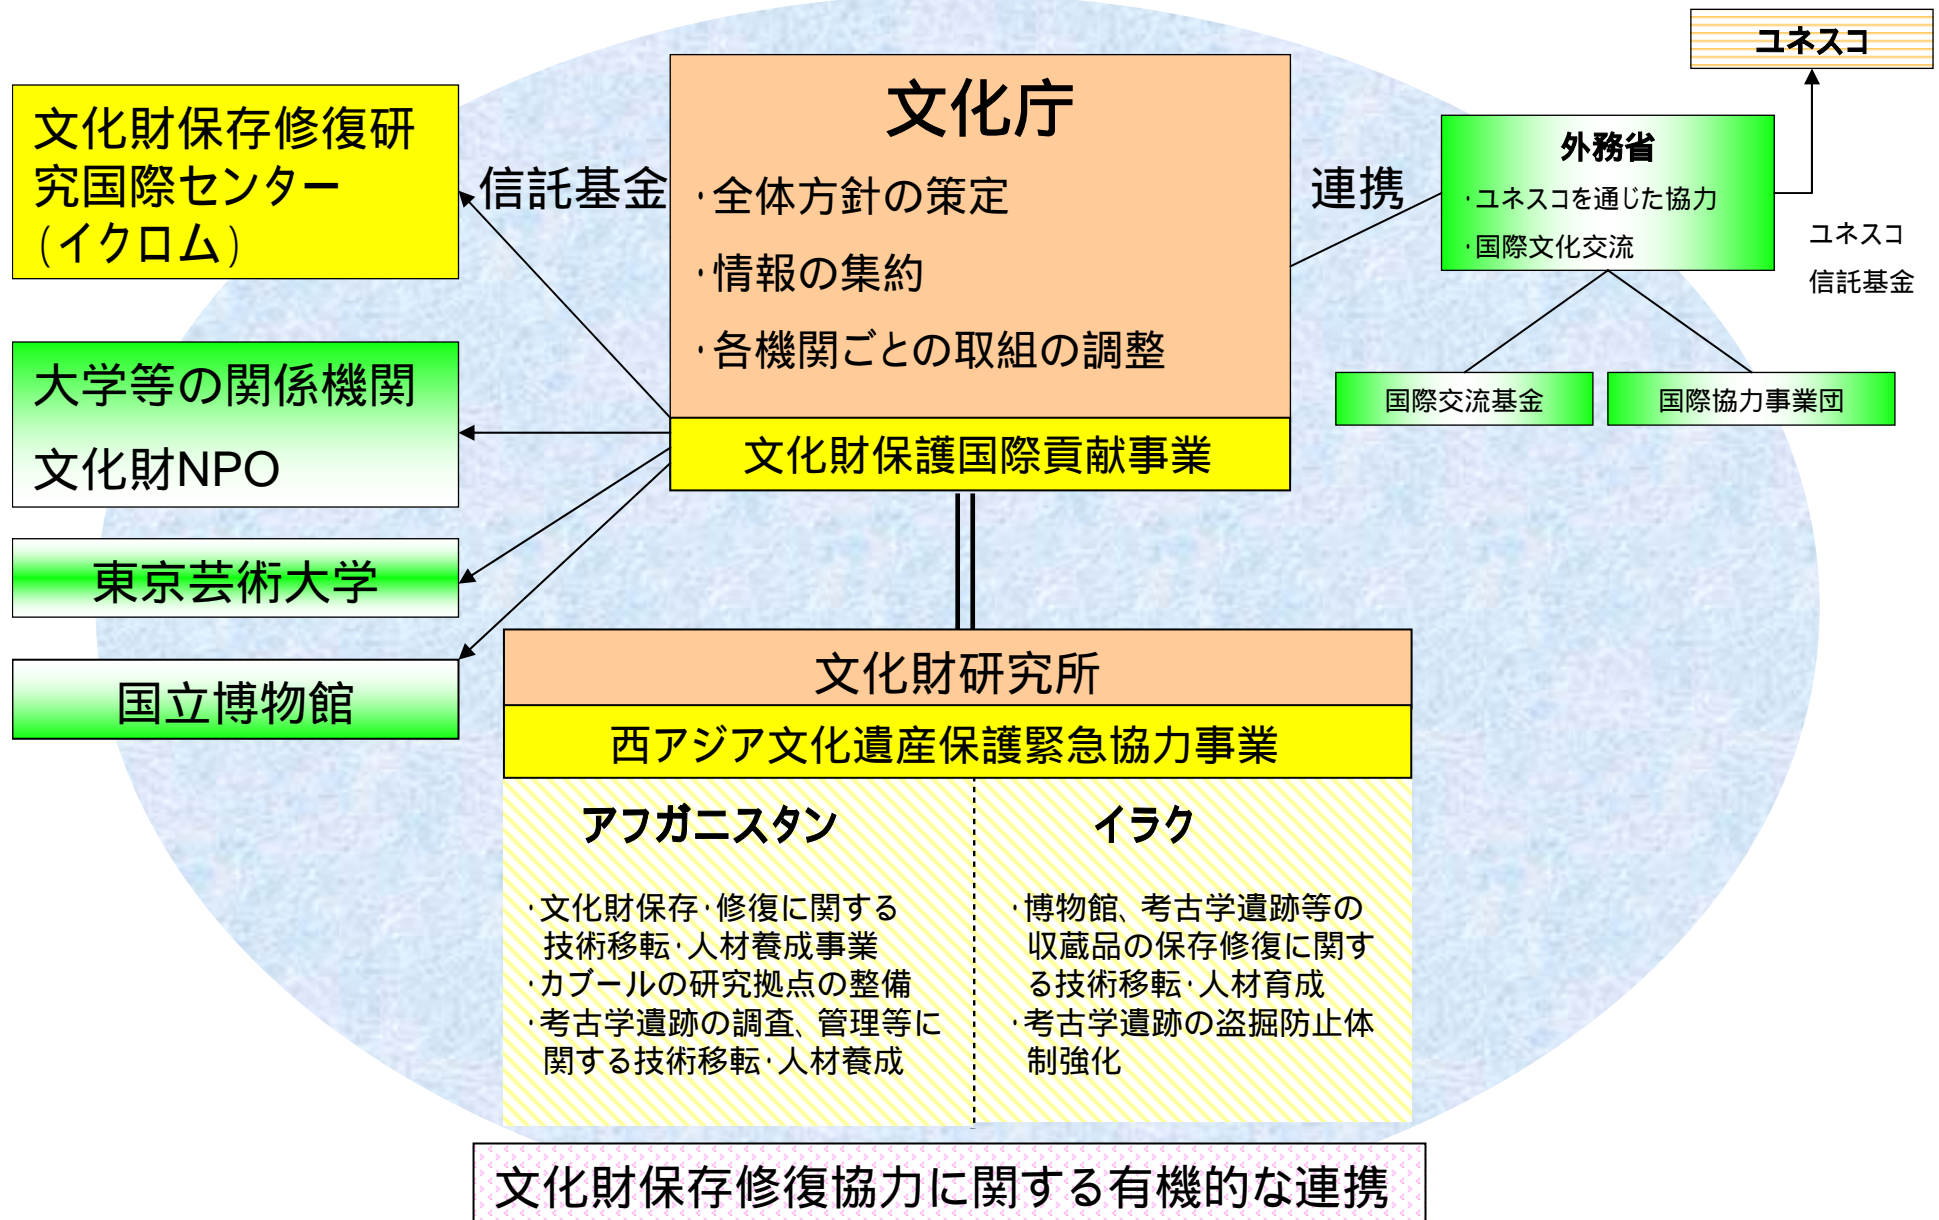 ユネスコ
文化財保存修復研
究国際センター
(イクロム)
信託基金
文化庁
・全体方針の策定
・情報の集約
・各機関ごとの取組の調整
文化財保護国際貢献事業
連携
外務省
・ユネスコを通じた協力
・国際文化交流
ユネスコ
信託基金
国際交流基金
国際協力事業団
大学等の関係機関
文化財NPO
東京芸術大学
国立博物館
文化財研究所
西アジア文化遺産保護緊急協力事業
アフガニスタン
・文化財保存・修復に関する
技術移転・人材養成事業
・カブールの研究拠点の整備
・考古学遺跡の調査、管理等に
関する技術移転・人材養成
イラク
・博物館、考古学遺跡等の
収蔵品の保存修復に関す
る技術移転・人材育成
・考古学遺跡の盗掘防止体
制強化
文化財保存修復協力に関する有機的な連携